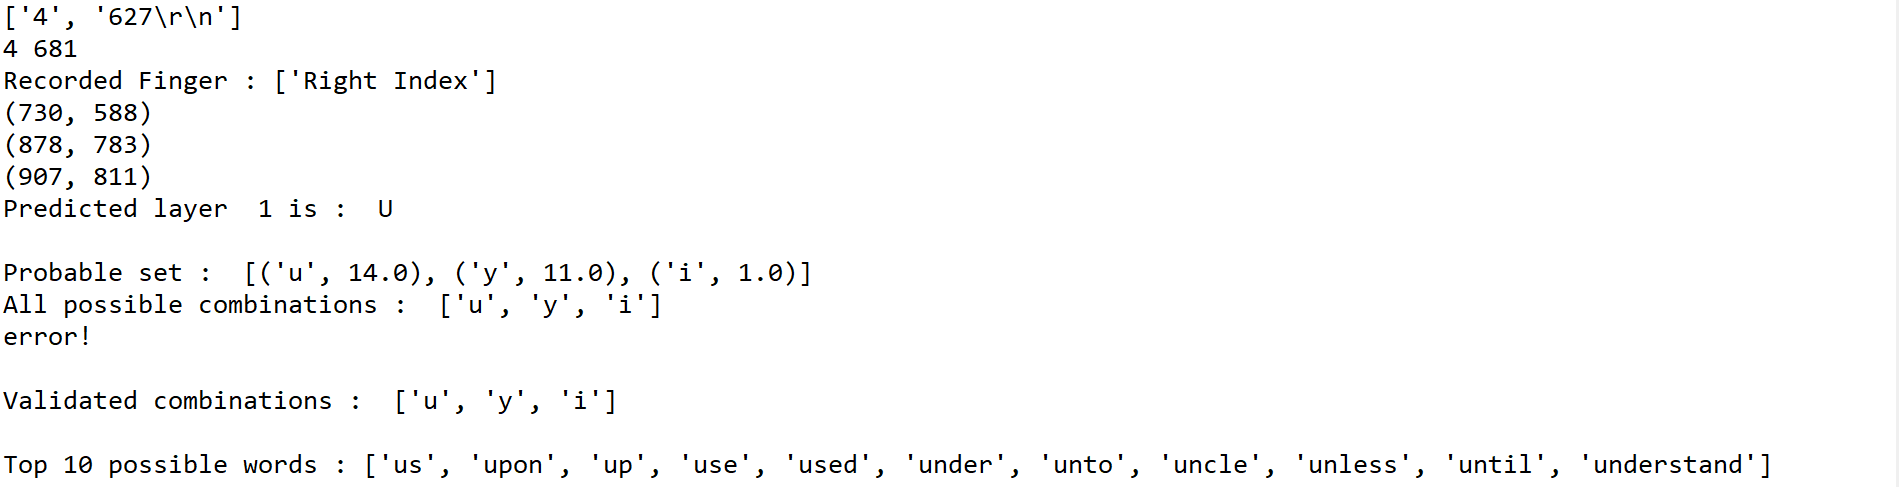 ['4', '627\r\n']
4 681
Recorded Finger : ['Right Index']
(730, 588)
(878, 783)
(907, 811)
Predicted layer  1 is :  U
Probable set :  [('u', 14.0), ('y', 11.0), ('i', 1.0)]
All possible combinations :  ['u', 'y', 'i']
error!
Validated combinations :  ['u', 'y', 'i']
Top 10 possible words : ['us', 'upon', 'up', 'use', 'used', 'under', 'unto', 'uncle', 'unless', 'until', 'understand']